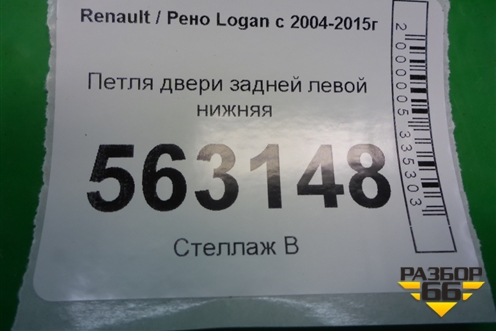 Renault / Рено Logan с 2004-2015г
Петля двери задней левой
нижняя
563148
Стеллаж В
2000005335303
РАЗБОР
66